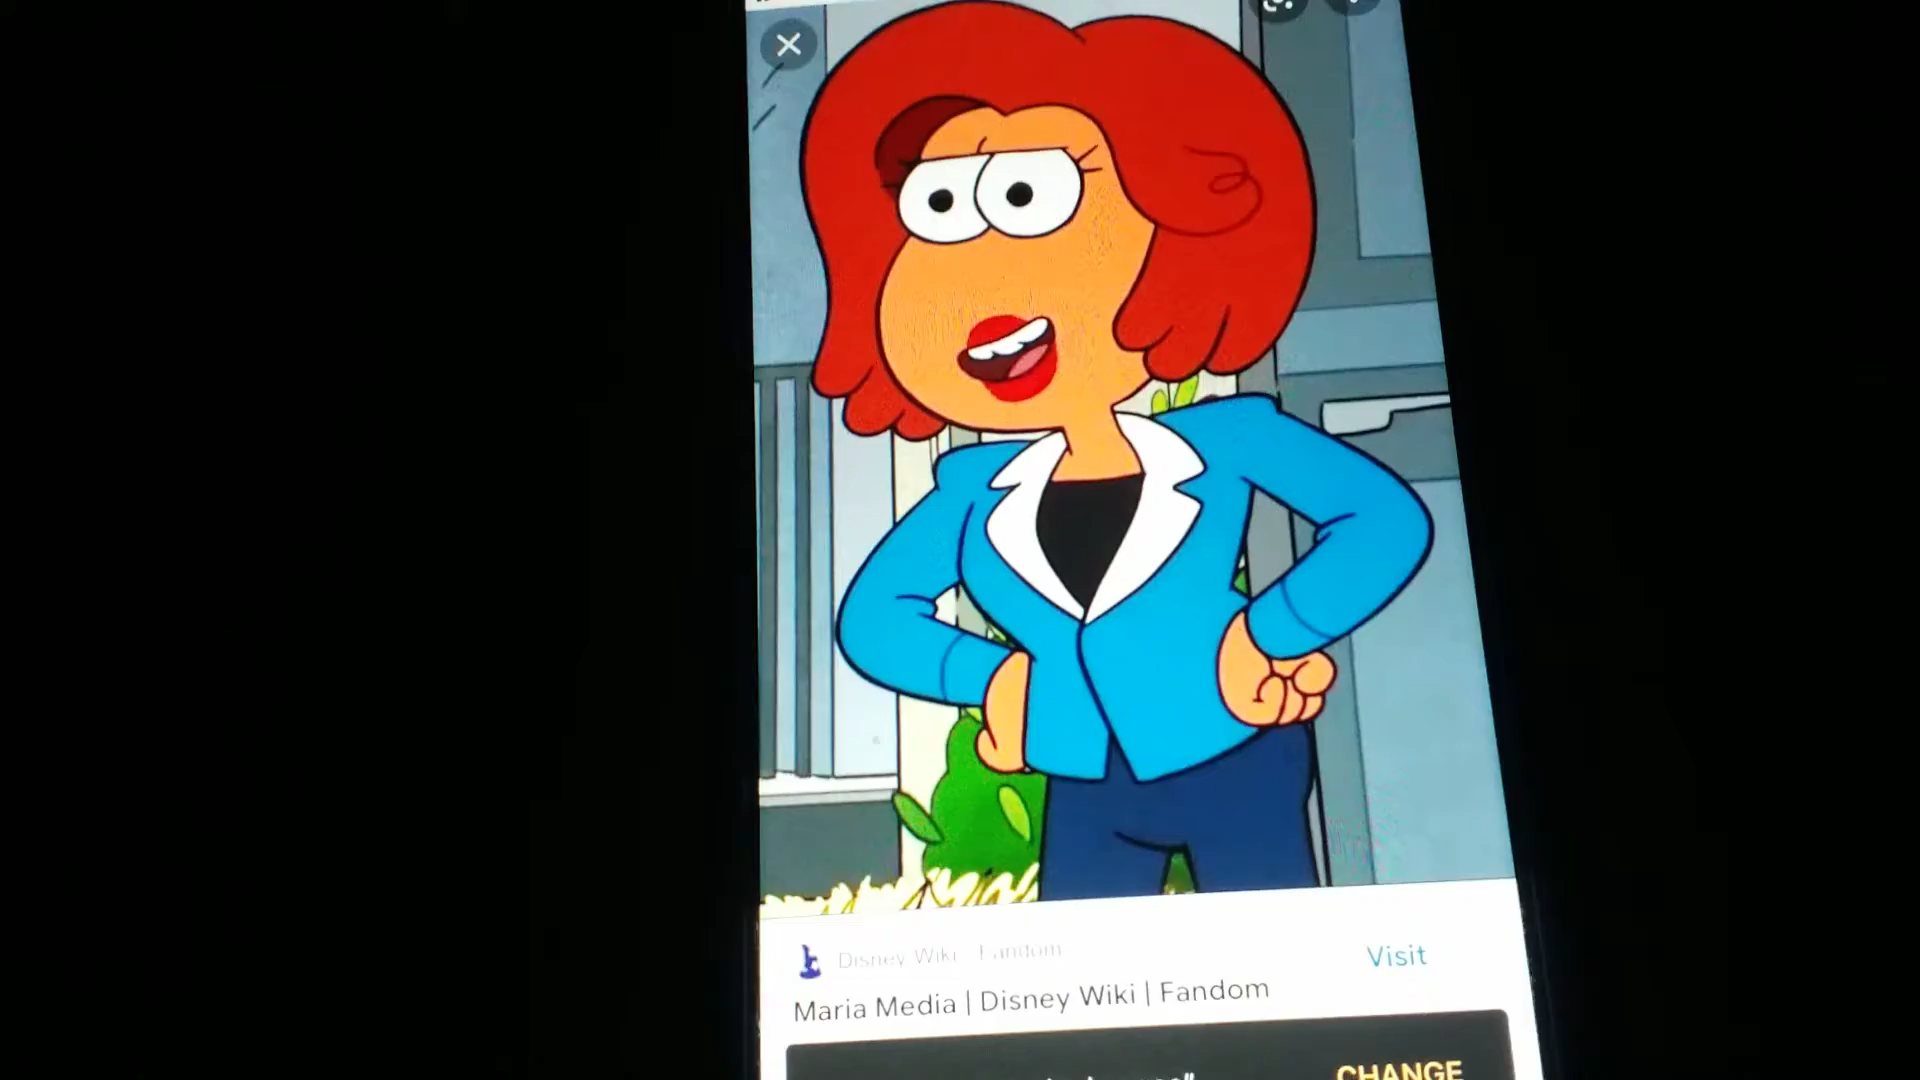 Disney Wiki - Fandom
Visit
Maria Media | Disney Wiki | Fandom
CHANGE